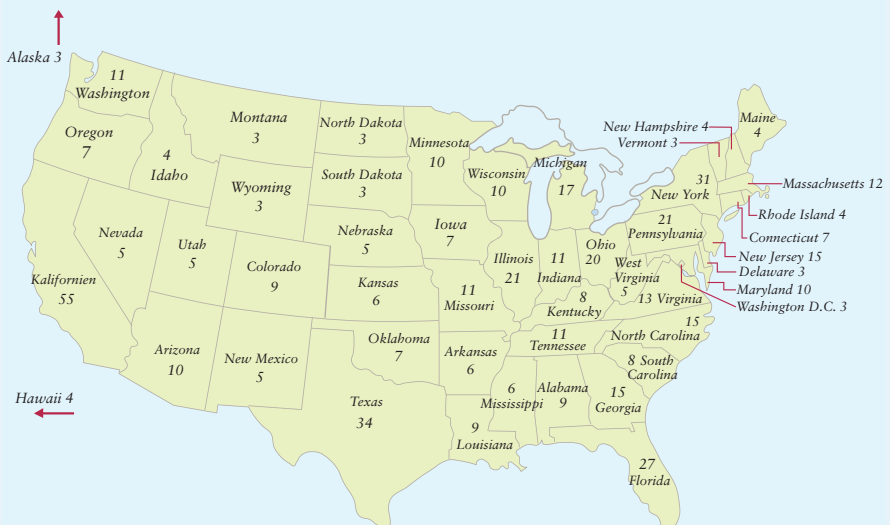 Alaska 3
11
Washington
Oregon
7
4
Idaho
Montana
3
North Dakota
3
Minnesota
10
South Dakota
3
Wyoming
3
Wisconsin
10
Michigan
17
New Hampshire 4
Vermont 3
Maine
4
31
New York
Massachusetts 12
Rhode Island 4
Connecticut 7
New Jersey 15
Delaware 3
Maryland 10
Washington D.C. 3
21
Pennsylvania
Nevada
5
Utah
5
Colorado
9
Nebraska
5
Kansas
6
Iowa
7
Illinois
21
11
Indiana
Ohio
20
West
Virginia
5
13 Virginia
8
Kentucky
11
Missouri
Kalifornien
55
Arizona
10
New Mexico
5
Oklahoma
7
Arkansas
6
11
Tennessee
15
North Carolina
8 South
Carolina
Hawaii 4
Texas
34
9
Louisiana
6
Mississippi
Alabama
9
15
Georgia
27
Florida